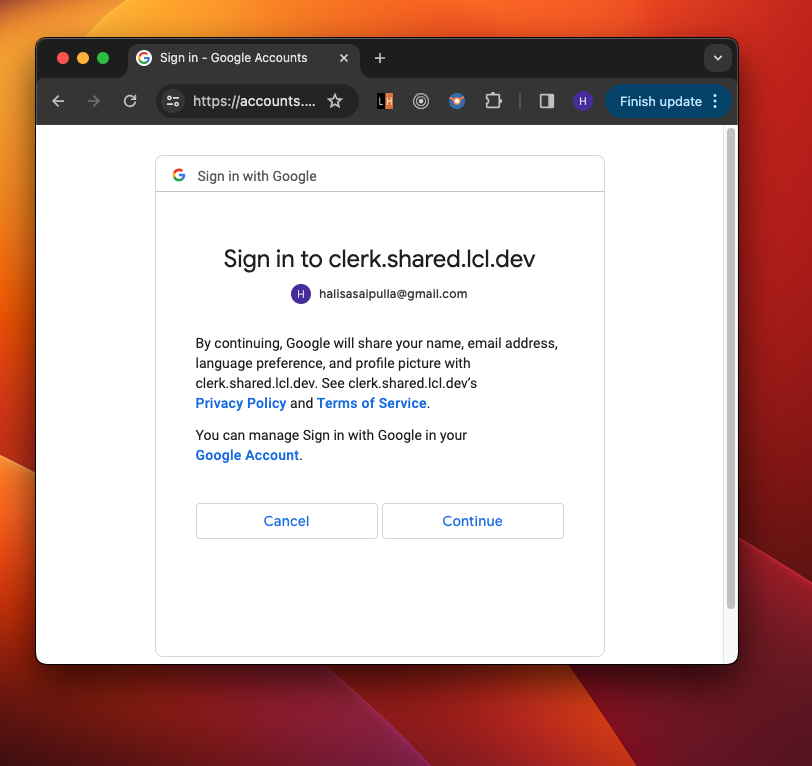 Sign in - Google Accounts
https://accounts....
L H
H
Finish update
Sign in with Google
Sign in to clerk.shared.lcl.dev
H halisasaipulla@gmail.com
By continuing, Google will share your name, email address,
language preference, and profile picture with
clerk.shared.lcl.dev. See clerk.shared.lcl.dev’s
Privacy Policy and Terms of Service.
You can manage Sign in with Google in your
Google Account.
Cancel
Continue